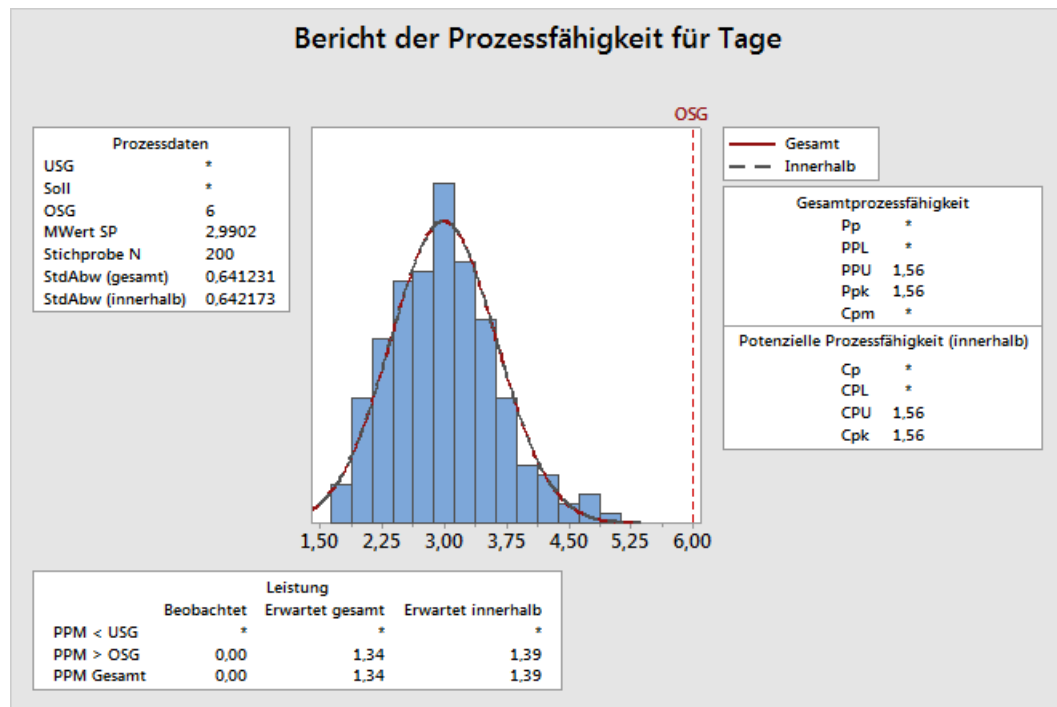 Bericht der Prozessfähigkeit für Tage
OSG
Prozessdaten
USG *
Soll *
OSG 6
MWert SP 2,9902
Stichprobe N 200
StdAbw (gesamt) 0,641231
StdAbw (innerhalb) 0,642173
Gesamt
Innerhalb
Gesamtprozessfähigkeit
Pp *
PPL *
PPU 1,56
Ppk 1,56
Cpm *
Potenzielle Prozessfähigkeit (innerhalb)
Cp *
CPL *
CPU 1,56
Cpk 1,56
1,50 2,25 3,00 3,75 4,50 5,25 6,00
Leistung
Beobachtet Erwartet gesamt Erwartet innerhalb
PPM < USG * * *
PPM > OSG 0,00 1,34 1,39
PPM Gesamt 0,00 1,34 1,39